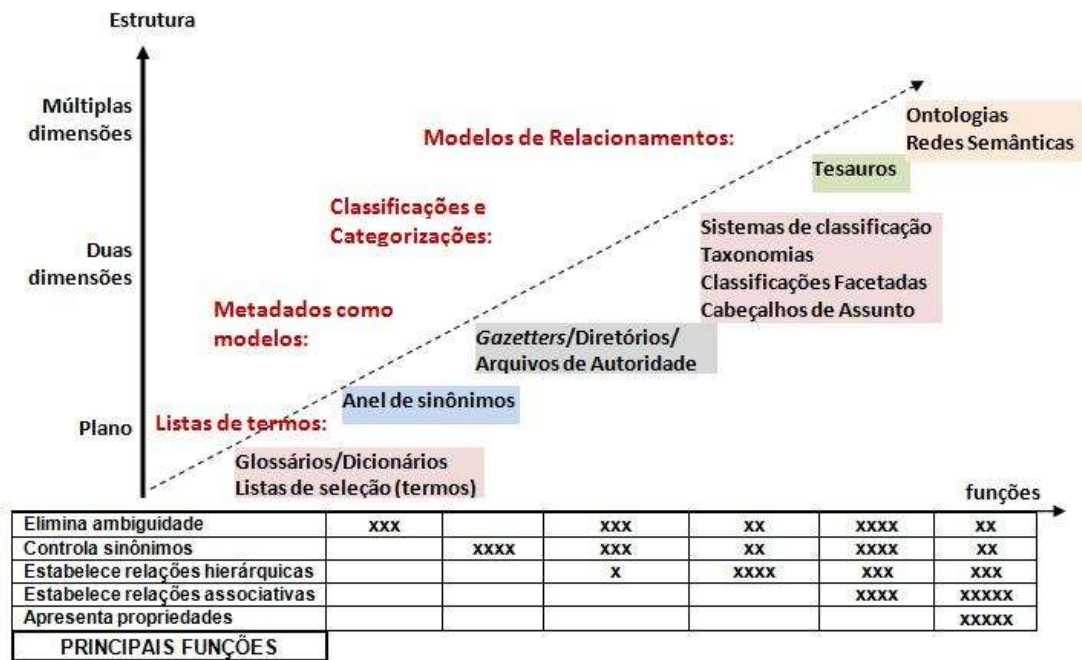 Estrutura
Múltiplas
dimensões
Ontologias
Redes Semânticas
Modelos de Relacionamentos:
Tesauros
Classificações e
Categorizações:
Sistemas de classificação
Taxonomias
Classificações Facetadas
Cabeçalhos de Assunto
Duas
dimensões
Metadados como
modelos:
Gazetters/Diretórios/
Arquivos de Autoridade
Anel de sinônimos
Plano
Listas de termos:
Glossários/Dicionários
Listas de seleção (termos)
funções
Elimina ambiguidade xxx xxx xx xxxx xx
Controla sinônimos xxxx xxx xx xxxx xx
Estabelece relações hierárquicas x xxxx xxx xxx
Estabelece relações associativas xxxx xxxxx
Apresenta propriedades xxxxx
PRINCIPAIS FUNÇÕES